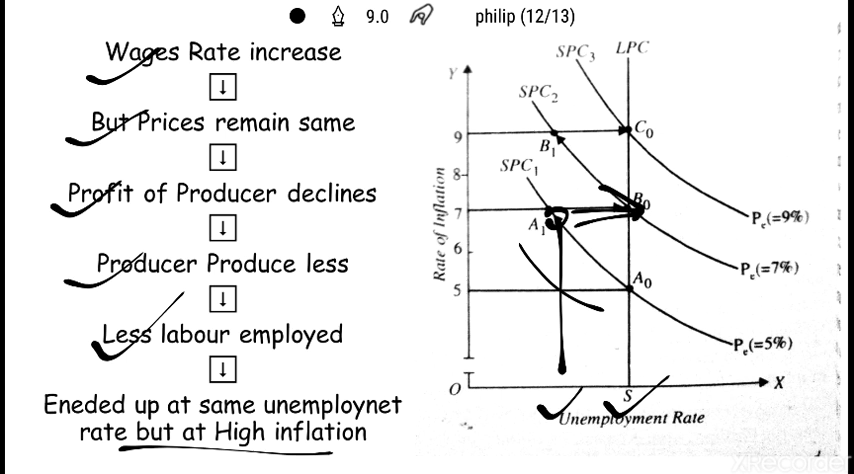 9.0 philip (12/13)
Wages Rate increase
↓
But Prices remain same
↓
Profit of Producer declines
↓
Producer Produce less
↓
Less labour employed
↓
Eneded up at same unemploynet
rate but at High inflation
SPC3 LPC
Y
SPC2
9 C0
B1
SPC1
8
Rate of Inflation
7 B0
A1
Pe(=9%)
6
Pe(=7%)
5 A0
Pe(=5%)
O S X
Unemployment Rate
XRecorder